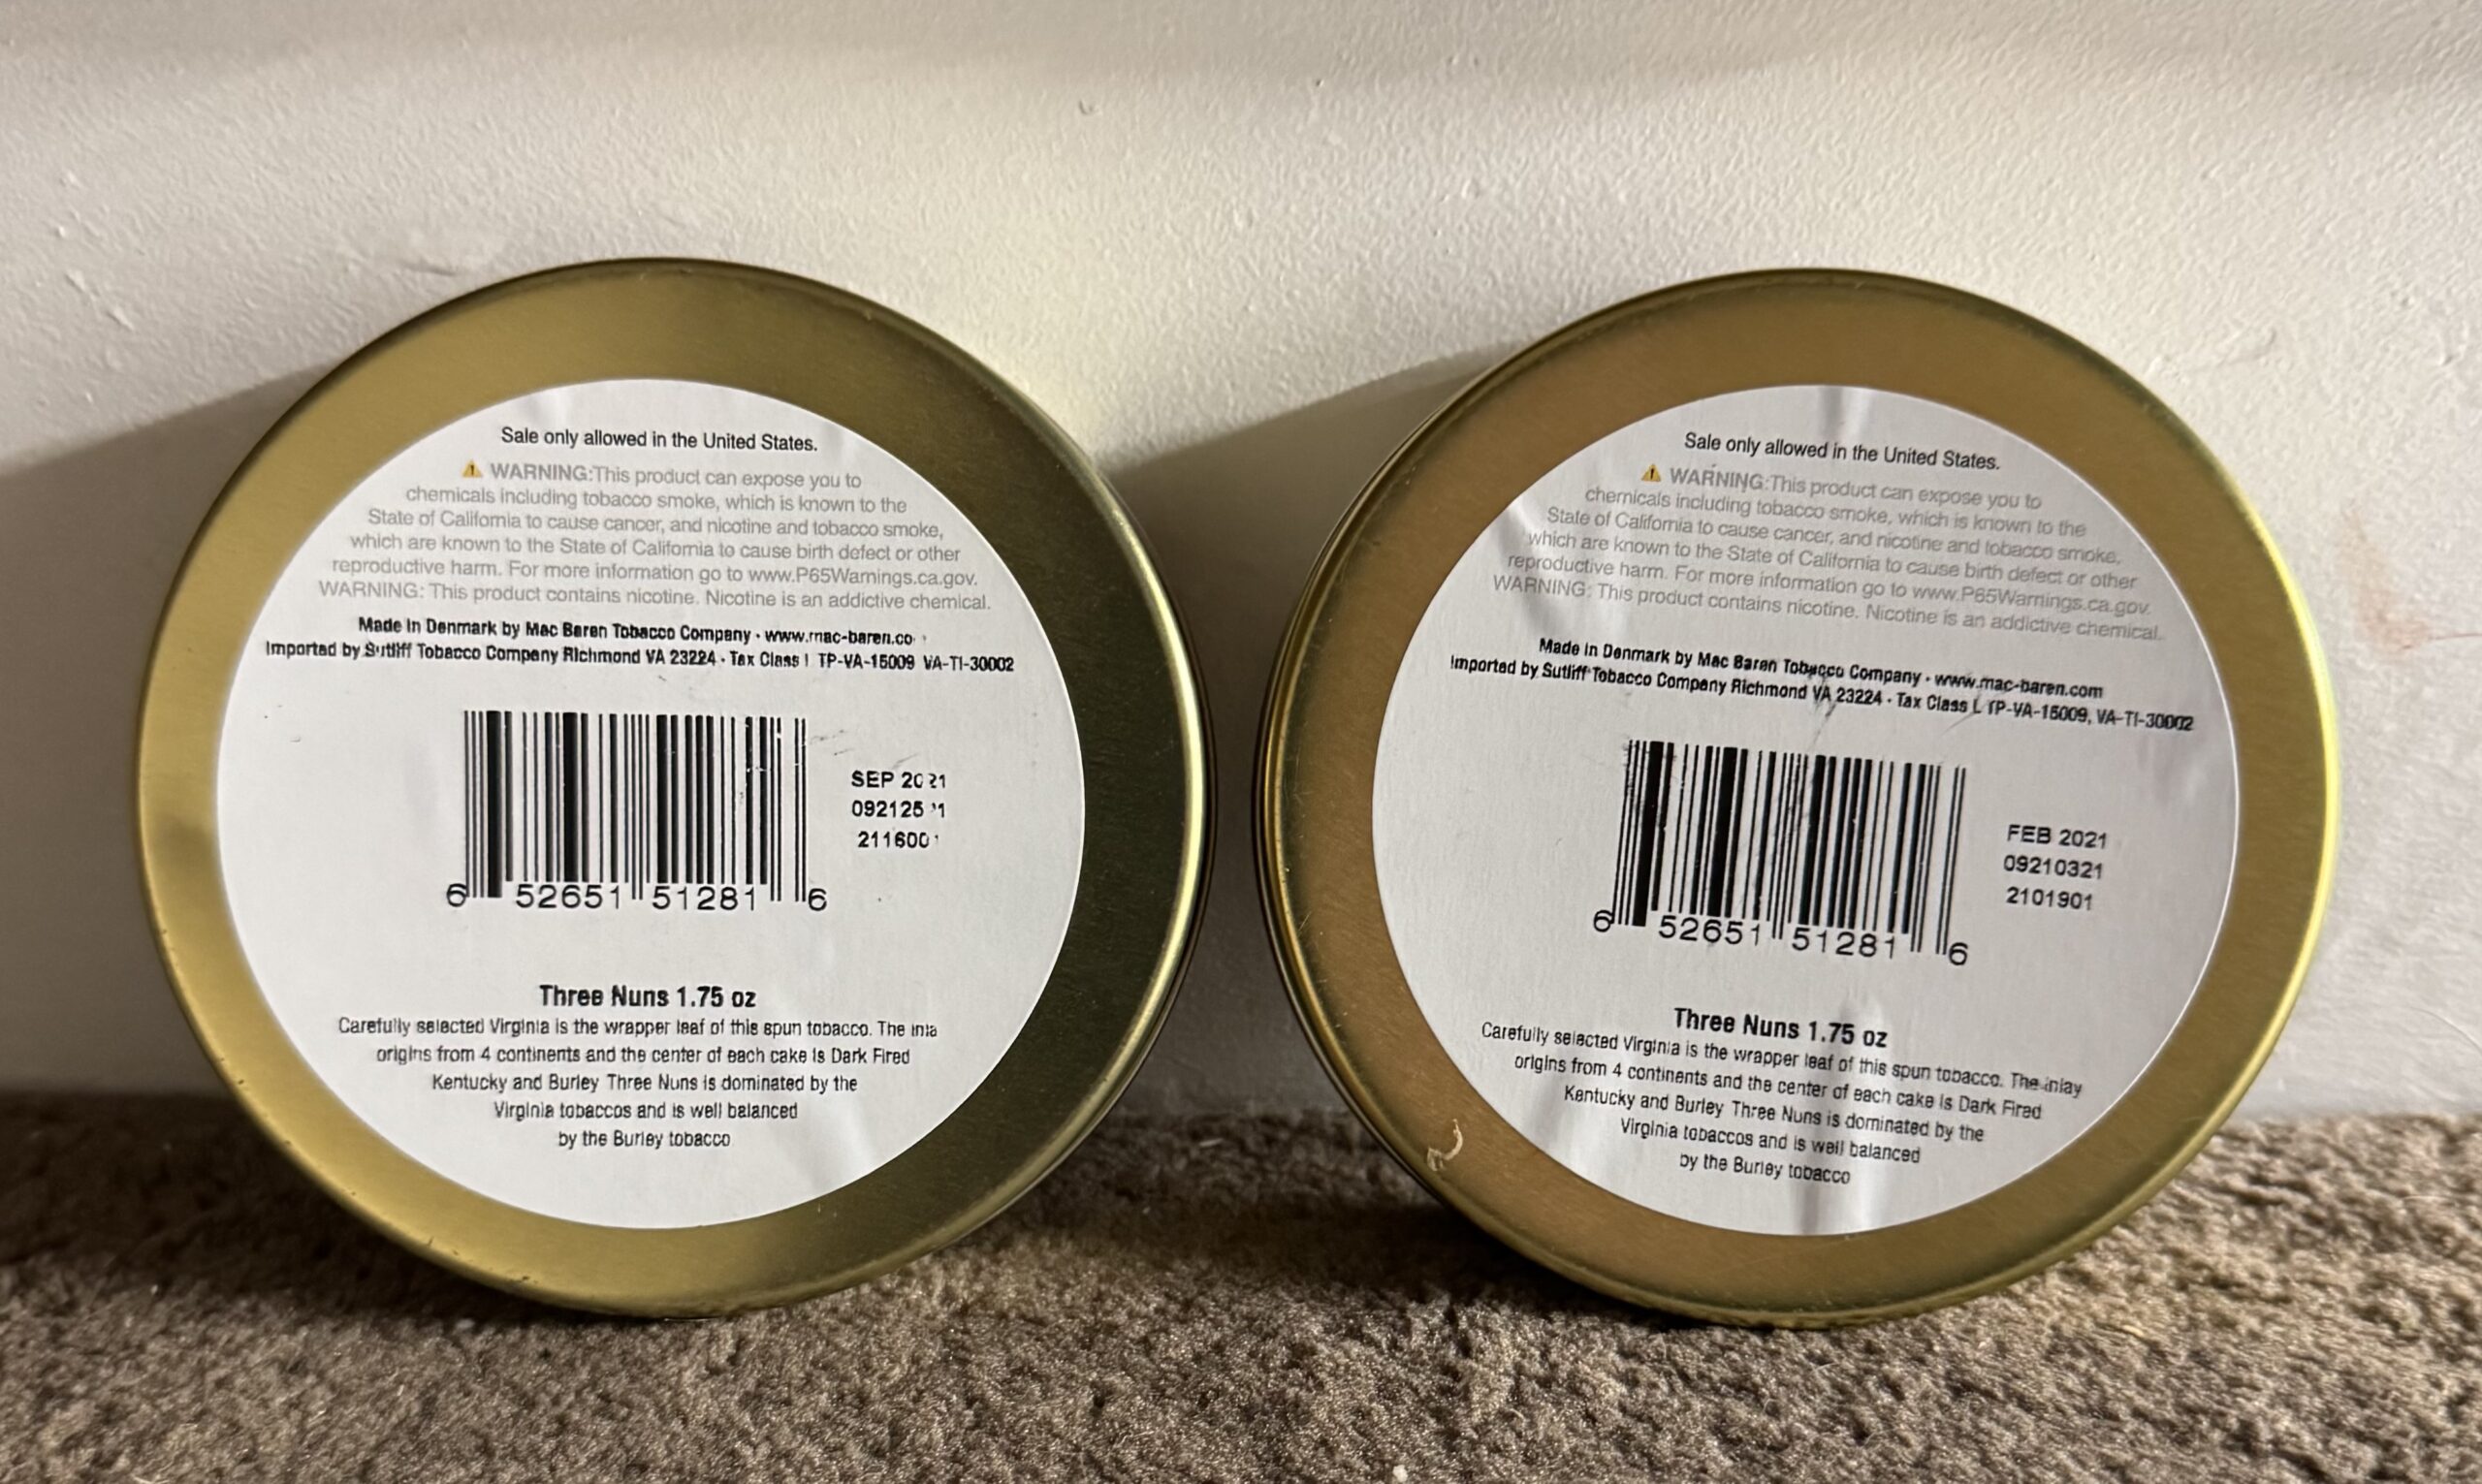 Sale only allowed in the United States.
⚠ WARNING:This product can expose you to
chemicals including tobacco smoke, which is known to the
State of California to cause cancer, and nicotine and tobacco smoke,
which are known to the State of California to cause birth defect or other
reproductive harm. For more information go to www.P65Warnings.ca.gov.
WARNING: This product contains nicotine. Nicotine is an addictive chemical.
Made in Denmark by Mac Baren Tobacco Company · www.mac-baren.co
Imported by Sutliff Tobacco Company Richmond VA 23224 · Tax Class TP-VA-15009 VA-TI-30002
SEP 2021
211600
6 52651 51281 6
Three Nuns 1.75 oz
Carefully selected Virginia is the wrapper leaf of this spun tobacco. The inla
origins from 4 continents and the center of each cake is Dark Fired
Kentucky and Burley Three Nuns is dominated by the
Virginia tobaccos and is well balanced
by the Burley tobacco
Sale only allowed in the United States.
⚠ WARNING:This product can expose you to
chemicals including tobacco smoke, which is known to the
State of California to cause cancer, and nicotine and tobacco smoke,
which are known to the State of California to cause birth defect or other
reproductive harm. For more information go to www.P65Warnings.ca.gov.
WARNING: This product contains nicotine. Nicotine is an addictive chemical.
Made in Denmark by Mac Baren Tobacco Company · www.mac-baren.com
Imported by Sutliff Tobacco Company Richmond VA 23224 · Tax Class L TP-VA-15009, VA-TI-30002
FEB 2021
09210321
2101901
6 52651 51281 6
Three Nuns 1.75 oz
Carefully selected Virginia is the wrapper leaf of this spun tobacco. The inlay
origins from 4 continents and the center of each cake is Dark Fired
Kentucky and Burley Three Nuns is dominated by the
Virginia tobaccos and is well balanced
by the Burley tobacco